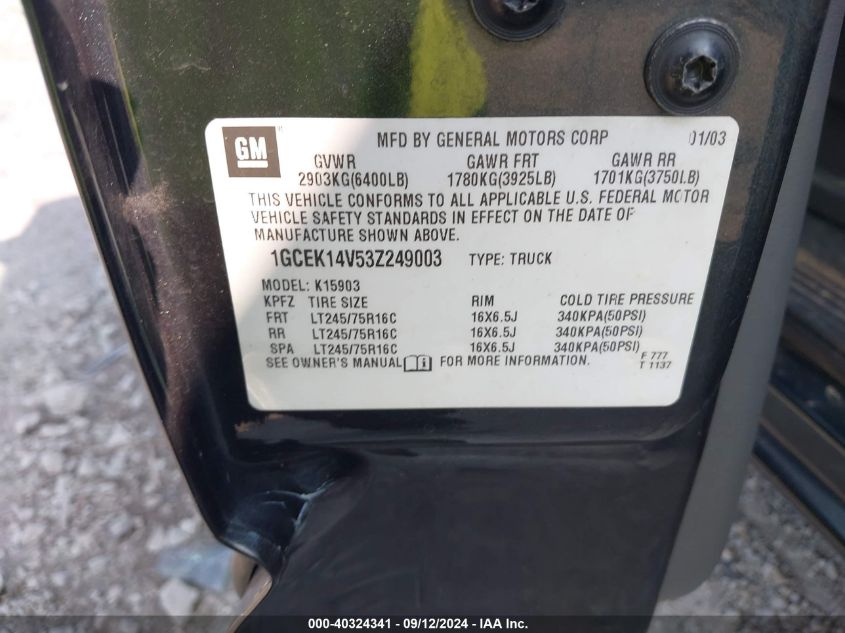 GM
MFD BY GENERAL MOTORS CORP 01/03
GVWR GAWR FRT GAWR RR
2903KG(6400LB) 1780KG(3925LB) 1701KG(3750LB)
THIS VEHICLE CONFORMS TO ALL APPLICABLE U.S. FEDERAL MOTOR
VEHICLE SAFETY STANDARDS IN EFFECT ON THE DATE OF
MANUFACTURE SHOWN ABOVE.
1GCEK14V53Z249003 TYPE: TRUCK
MODEL: K15903
KPFZ TIRE SIZE RIM COLD TIRE PRESSURE
FRT LT245/75R16C 16X6.5J 340KPA(50PSI)
RR LT245/75R16C 16X6.5J 340KPA(50PSI)
SPA LT245/75R16C 16X6.5J 340KPA(50PSI)
SEE OWNER'S MANUAL FOR MORE INFORMATION.
F 777
T 1137
000-40324341 - 09/12/2024 - IAA Inc.